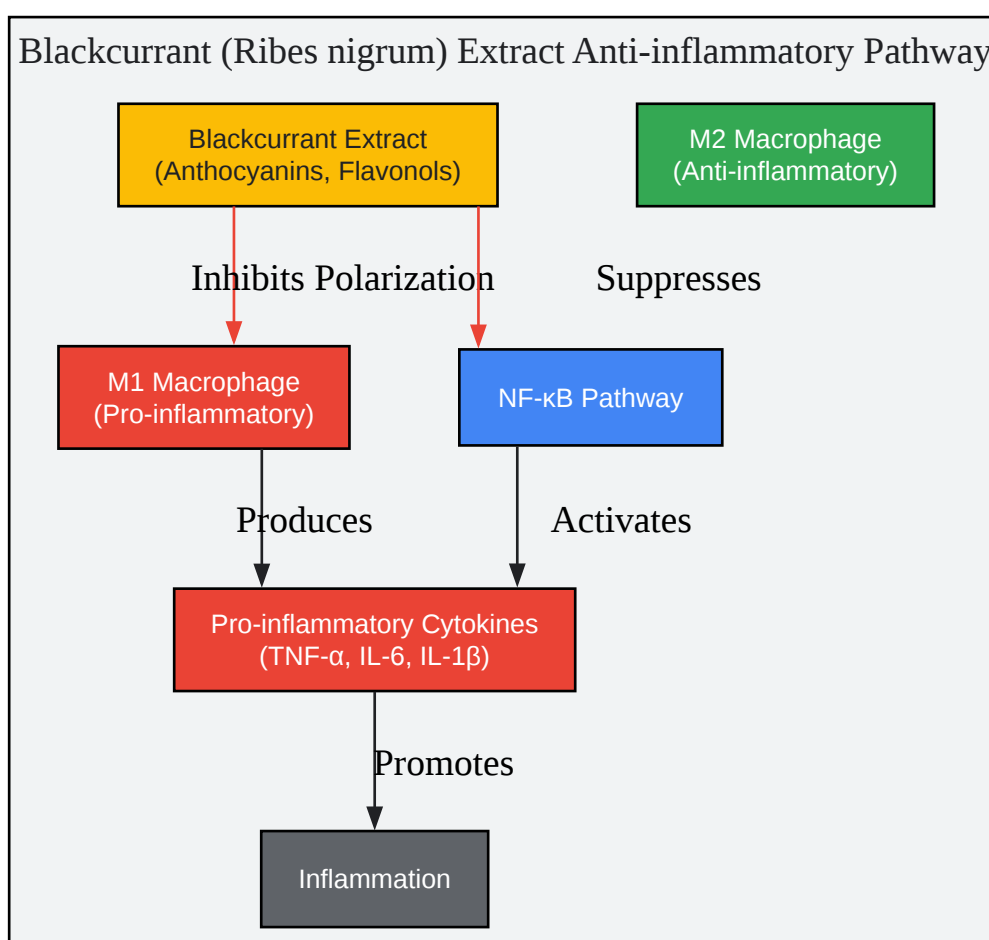 Blackcurrant (Ribes nigrum) Extract Anti-inflammatory Pathway
Blackcurrant Extract
(Anthocyanins, Flavonols)
M2 Macrophage
(Anti-inflammatory)
Inhibits Polarization
Suppresses
M1 Macrophage
(Pro-inflammatory)
NF-κB Pathway
Produces
Activates
Pro-inflammatory Cytokines
(TNF-α, IL-6, IL-1β)
Promotes
Inflammation